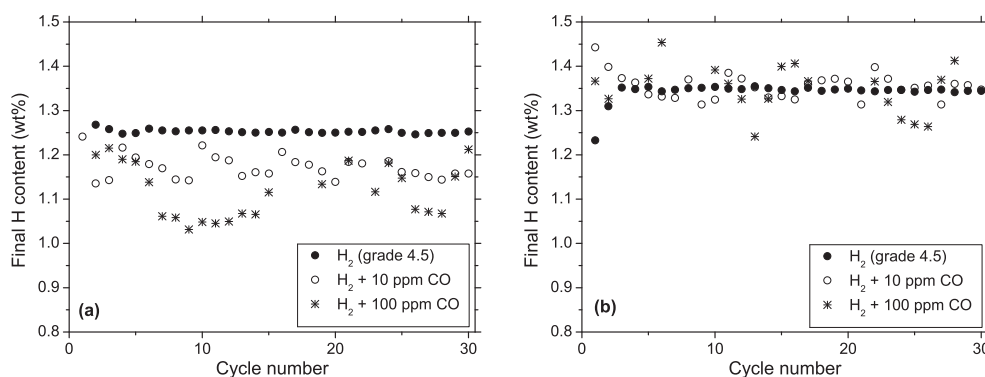 1.5
1.4
1.3
1.2
1.1
1.0
0.9
0.8
Final H content (wt%)
0
10
20
30
Cycle number
(a)
H2 (grade 4.5)
H2 + 10 ppm CO
H2 + 100 ppm CO
1.5
1.4
1.3
1.2
1.1
1.0
0.9
0.8
Final H content (wt%)
0
10
20
30
Cycle number
(b)
H2 (grade 4.5)
H2 + 10 ppm CO
H2 + 100 ppm CO